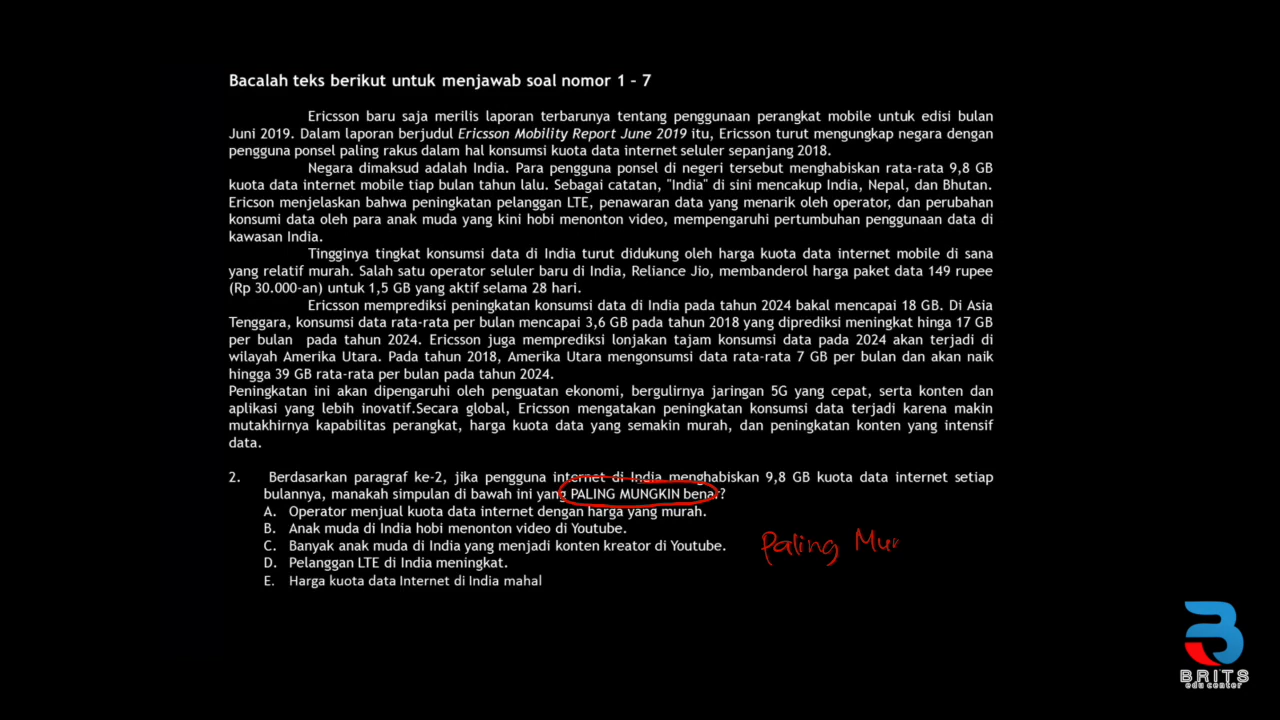 Bacalah teks berikut untuk menjawab soal nomor 1 – 7
Ericsson baru saja merilis laporan terbarunya tentang penggunaan perangkat mobile untuk edisi bulan
Juni 2019. Dalam laporan berjudul Ericsson Mobility Report June 2019 itu, Ericsson turut mengungkap negara dengan
pengguna ponsel paling rakus dalam hal konsumsi kuota data internet seluler sepanjang 2018.
Negara dimaksud adalah India. Para pengguna ponsel di negeri tersebut menghabiskan rata-rata 9,8 GB
kuota data internet mobile tiap bulan tahun lalu. Sebagai catatan, "India" di sini mencakup India, Nepal, dan Bhutan.
Ericson menjelaskan bahwa peningkatan pelanggan LTE, penawaran data yang menarik oleh operator, dan perubahan
konsumi data oleh para anak muda yang kini hobi menonton video, mempengaruhi pertumbuhan penggunaan data di
kawasan India.
Tingginya tingkat konsumsi data di India turut didukung oleh harga kuota data internet mobile di sana
yang relatif murah. Salah satu operator seluler baru di India, Reliance Jio, membanderol harga paket data 149 rupee
(Rp 30.000-an) untuk 1,5 GB yang aktif selama 28 hari.
Ericsson memprediksi peningkatan konsumsi data di India pada tahun 2024 bakal mencapai 18 GB. Di Asia
Tenggara, konsumsi data rata-rata per bulan mencapai 3,6 GB pada tahun 2018 yang diprediksi meningkat hinga 17 GB
per bulan pada tahun 2024. Ericsson juga memprediksi lonjakan tajam konsumsi data pada 2024 akan terjadi di
wilayah Amerika Utara. Pada tahun 2018, Amerika Utara mengonsumsi data rata-rata 7 GB per bulan dan akan naik
hingga 39 GB rata-rata per bulan pada tahun 2024.
Peningkatan ini akan dipengaruhi oleh penguatan ekonomi, bergulirnya jaringan 5G yang cepat, serta konten dan
aplikasi yang lebih inovatif.Secara global, Ericsson mengatakan peningkatan konsumsi data terjadi karena makin
mutakhirnya kapabilitas perangkat, harga kuota data yang semakin murah, dan peningkatan konten yang intensif
data.
2. Berdasarkan paragraf ke-2, jika pengguna internet di India menghabiskan 9,8 GB kuota data internet setiap
bulannya, manakah simpulan di bawah ini yang PALING MUNGKIN benar?
A. Operator menjual kuota data internet dengan harga yang murah.
B. Anak muda di India hobi menonton video di Youtube.
C. Banyak anak muda di India yang menjadi konten kreator di Youtube.
Paling Mur
D. Pelanggan LTE di India meningkat.
E. Harga kuota data Internet di India mahal
BRITS
edu center